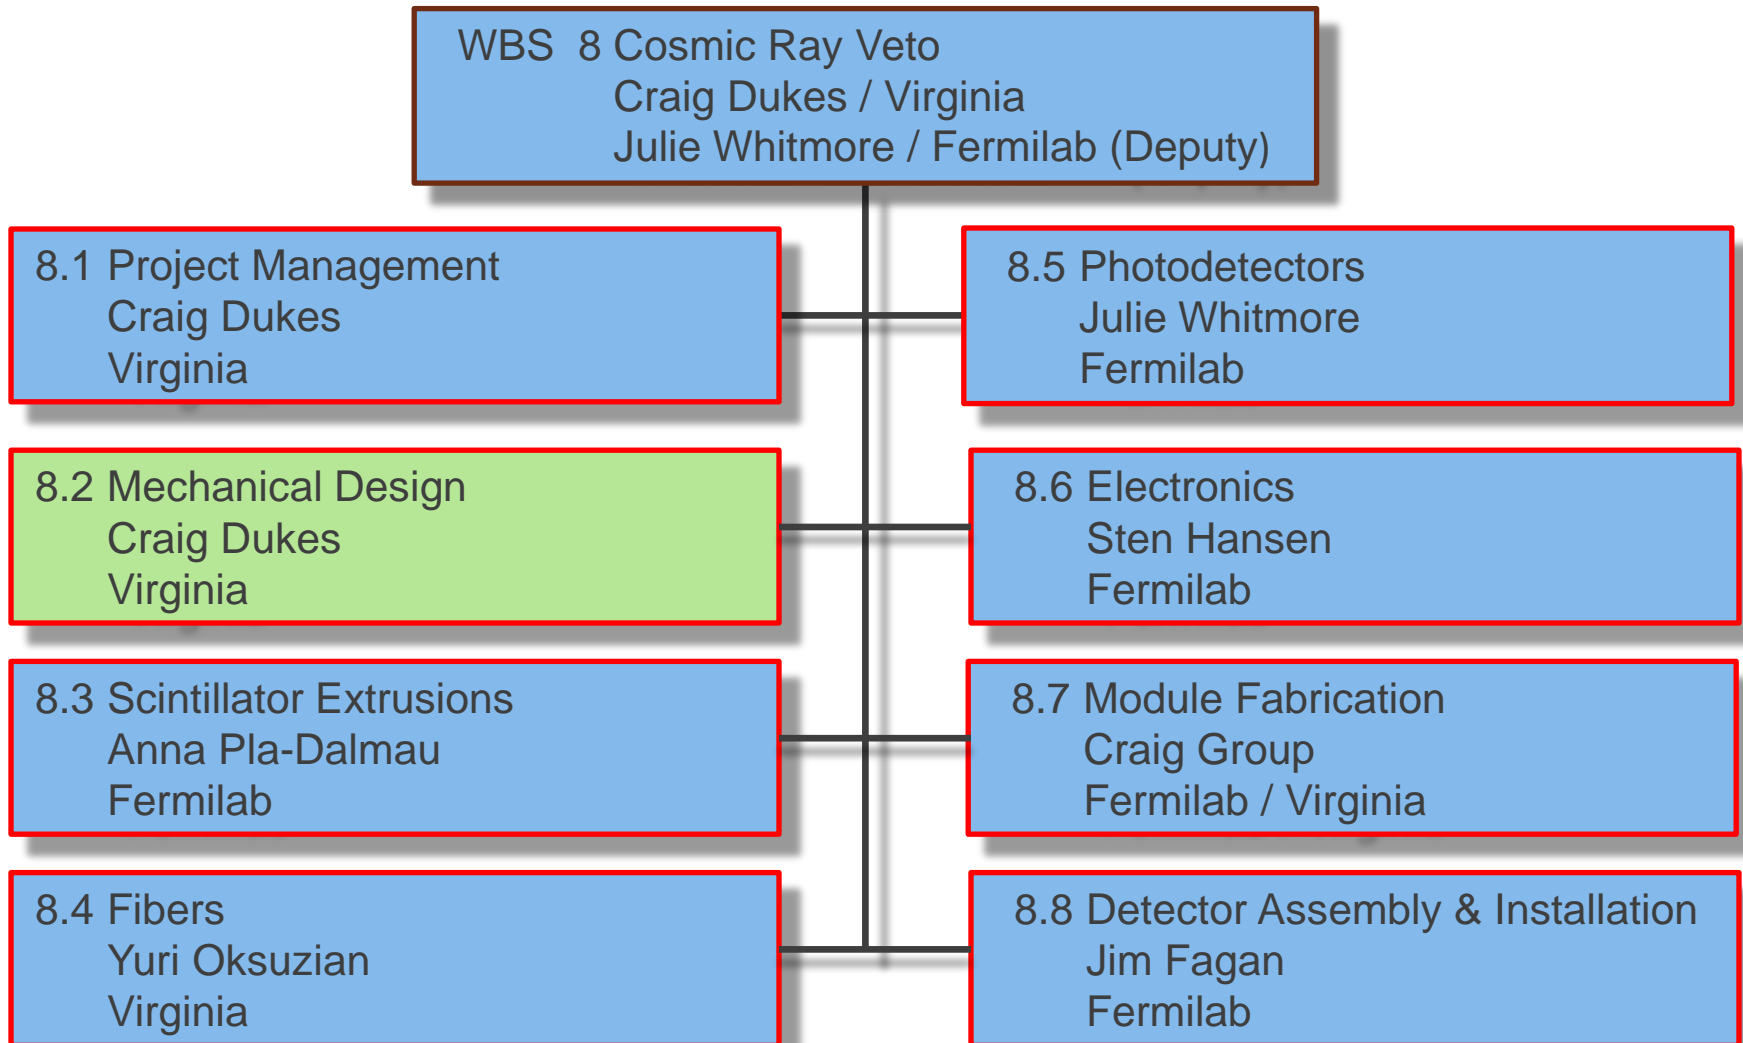 WBS 8 Cosmic Ray Veto
Craig Dukes / Virginia
Julie Whitmore / Fermilab (Deputy)
8.1 Project Management
Craig Dukes
Virginia
8.2 Mechanical Design
Craig Dukes
Virginia
8.3 Scintillator Extrusions
Anna Pla-Dalmau
Fermilab
8.4 Fibers
Yuri Oksuzian
Virginia
8.5 Photodetectors
Julie Whitmore
Fermilab
8.6 Electronics
Sten Hansen
Fermilab
8.7 Module Fabrication
Craig Group
Fermilab / Virginia
8.8 Detector Assembly & Installation
Jim Fagan
Fermilab